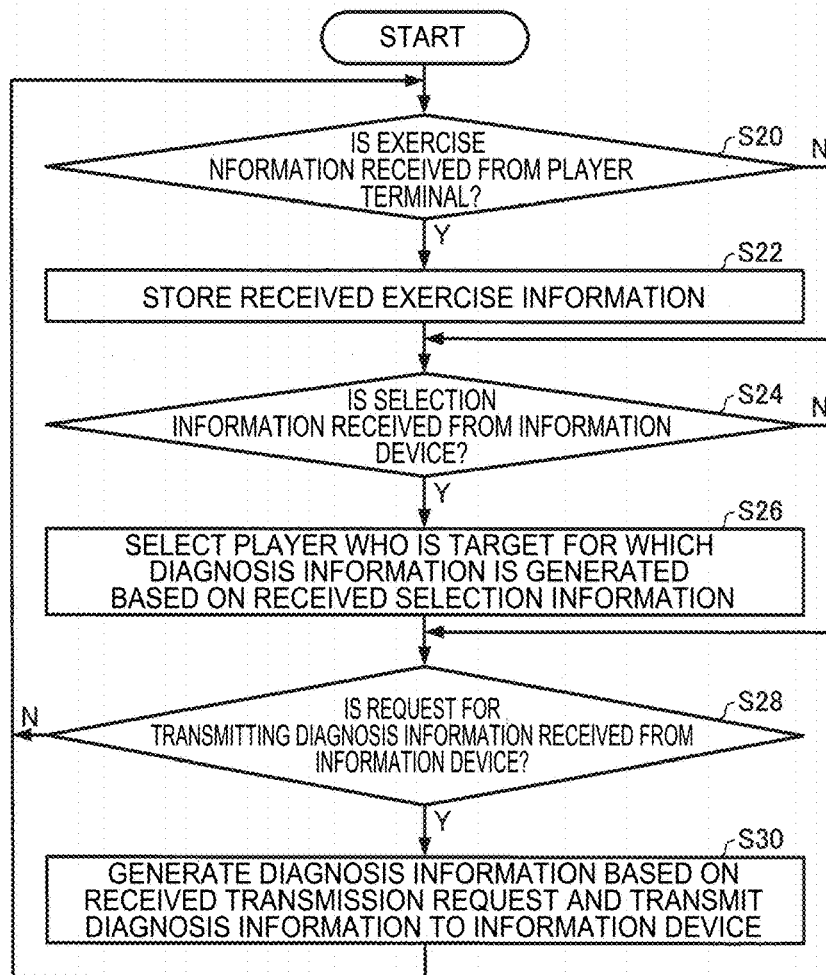 START
IS EXERCISE
NFORMATION RECEIVED FROM PLAYER
TERMINAL?
S20
N
Y
S22
STORE RECEIVED EXERCISE INFORMATION
IS SELECTION
INFORMATION RECEIVED FROM INFORMATION
DEVICE?
S24
N
Y
S26
SELECT PLAYER WHO IS TARGET FOR WHICH
DIAGNOSIS INFORMATION IS GENERATED
BASED ON RECEIVED SELECTION INFORMATION
N
IS REQUEST FOR
TRANSMITTING DIAGNOSIS INFORMATION RECEIVED FROM
INFORMATION DEVICE?
S28
Y
S30
GENERATE DIAGNOSIS INFORMATION BASED ON
RECEIVED TRANSMISSION REQUEST AND TRANSMIT
DIAGNOSIS INFORMATION TO INFORMATION DEVICE